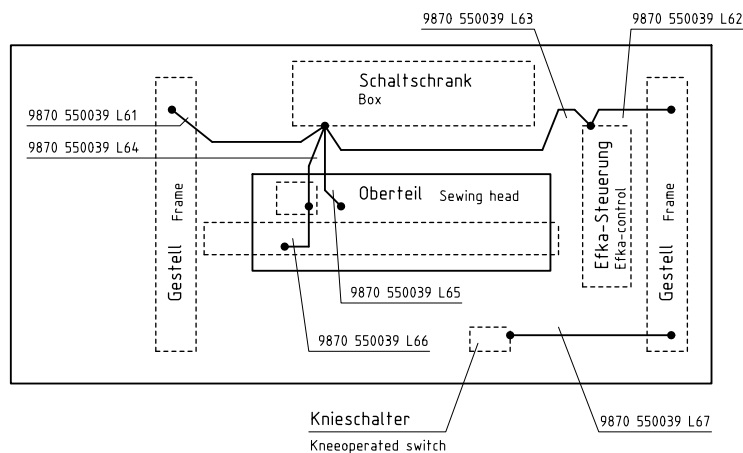 9870 550039 L63
9870 550039 L62
Schaltschrank
Box
9870 550039 L61
9870 550039 L64
Oberteil Sewing head
Efka-Steuerung
Efka-control
Gestell Frame
Gestell Frame
9870 550039 L65
9870 550039 L66
Knieschalter
Kneeoperated switch
9870 550039 L67